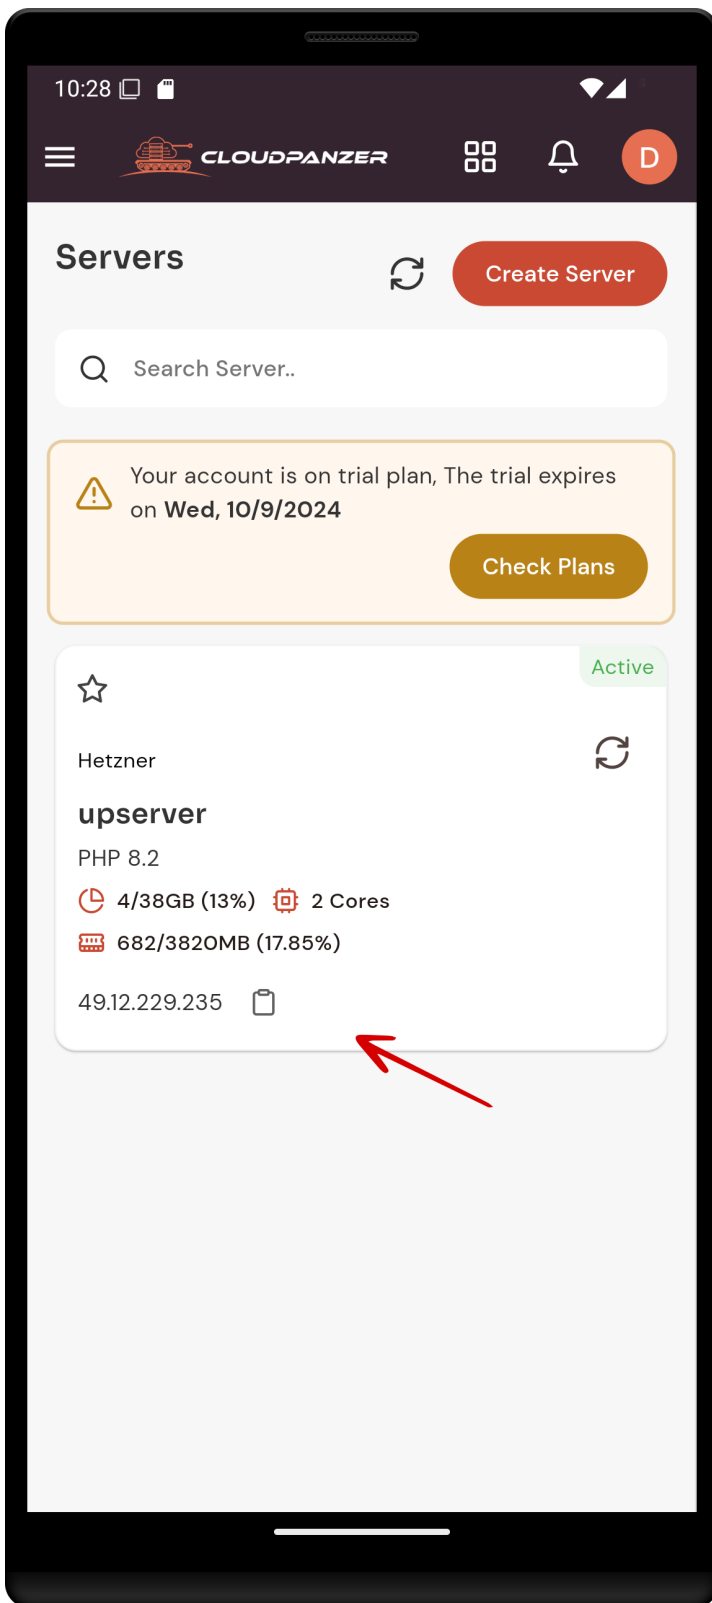 10:28
CLOUDPANZER
D
Servers
Create Server
Search Server..
Your account is on trial plan, The trial expires
on Wed, 10/9/2024
Check Plans
Active
Hetzner
upserver
PHP 8.2
4/38GB (13%) 2 Cores
682/3820MB (17.85%)
49.12.229.235